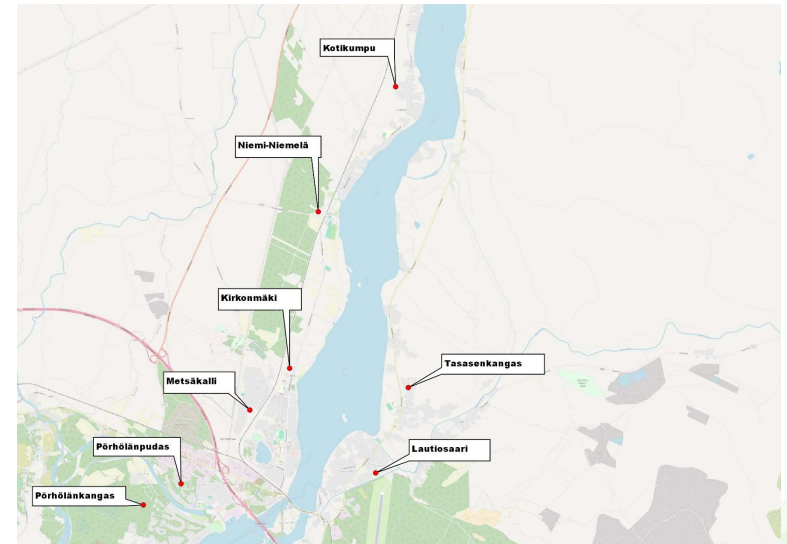 Kotikumpu
Niemi-Niemelä
Kirkonmäki
Tasasenkangas
Metsäkalli
Pörhölänpudas
Lautiosaari
Pörhölänkangas